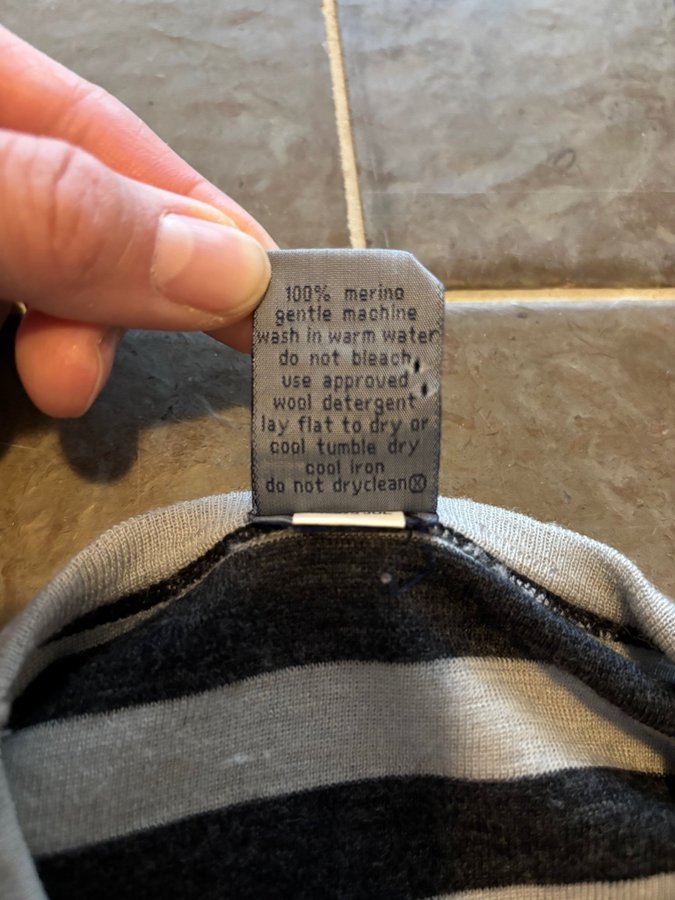 100% merino
gentle machine
wash in warm water
do not bleach
use approved
wool detergent
lay flat to dry or
cool tumble dry
cool iron
do not dryclean